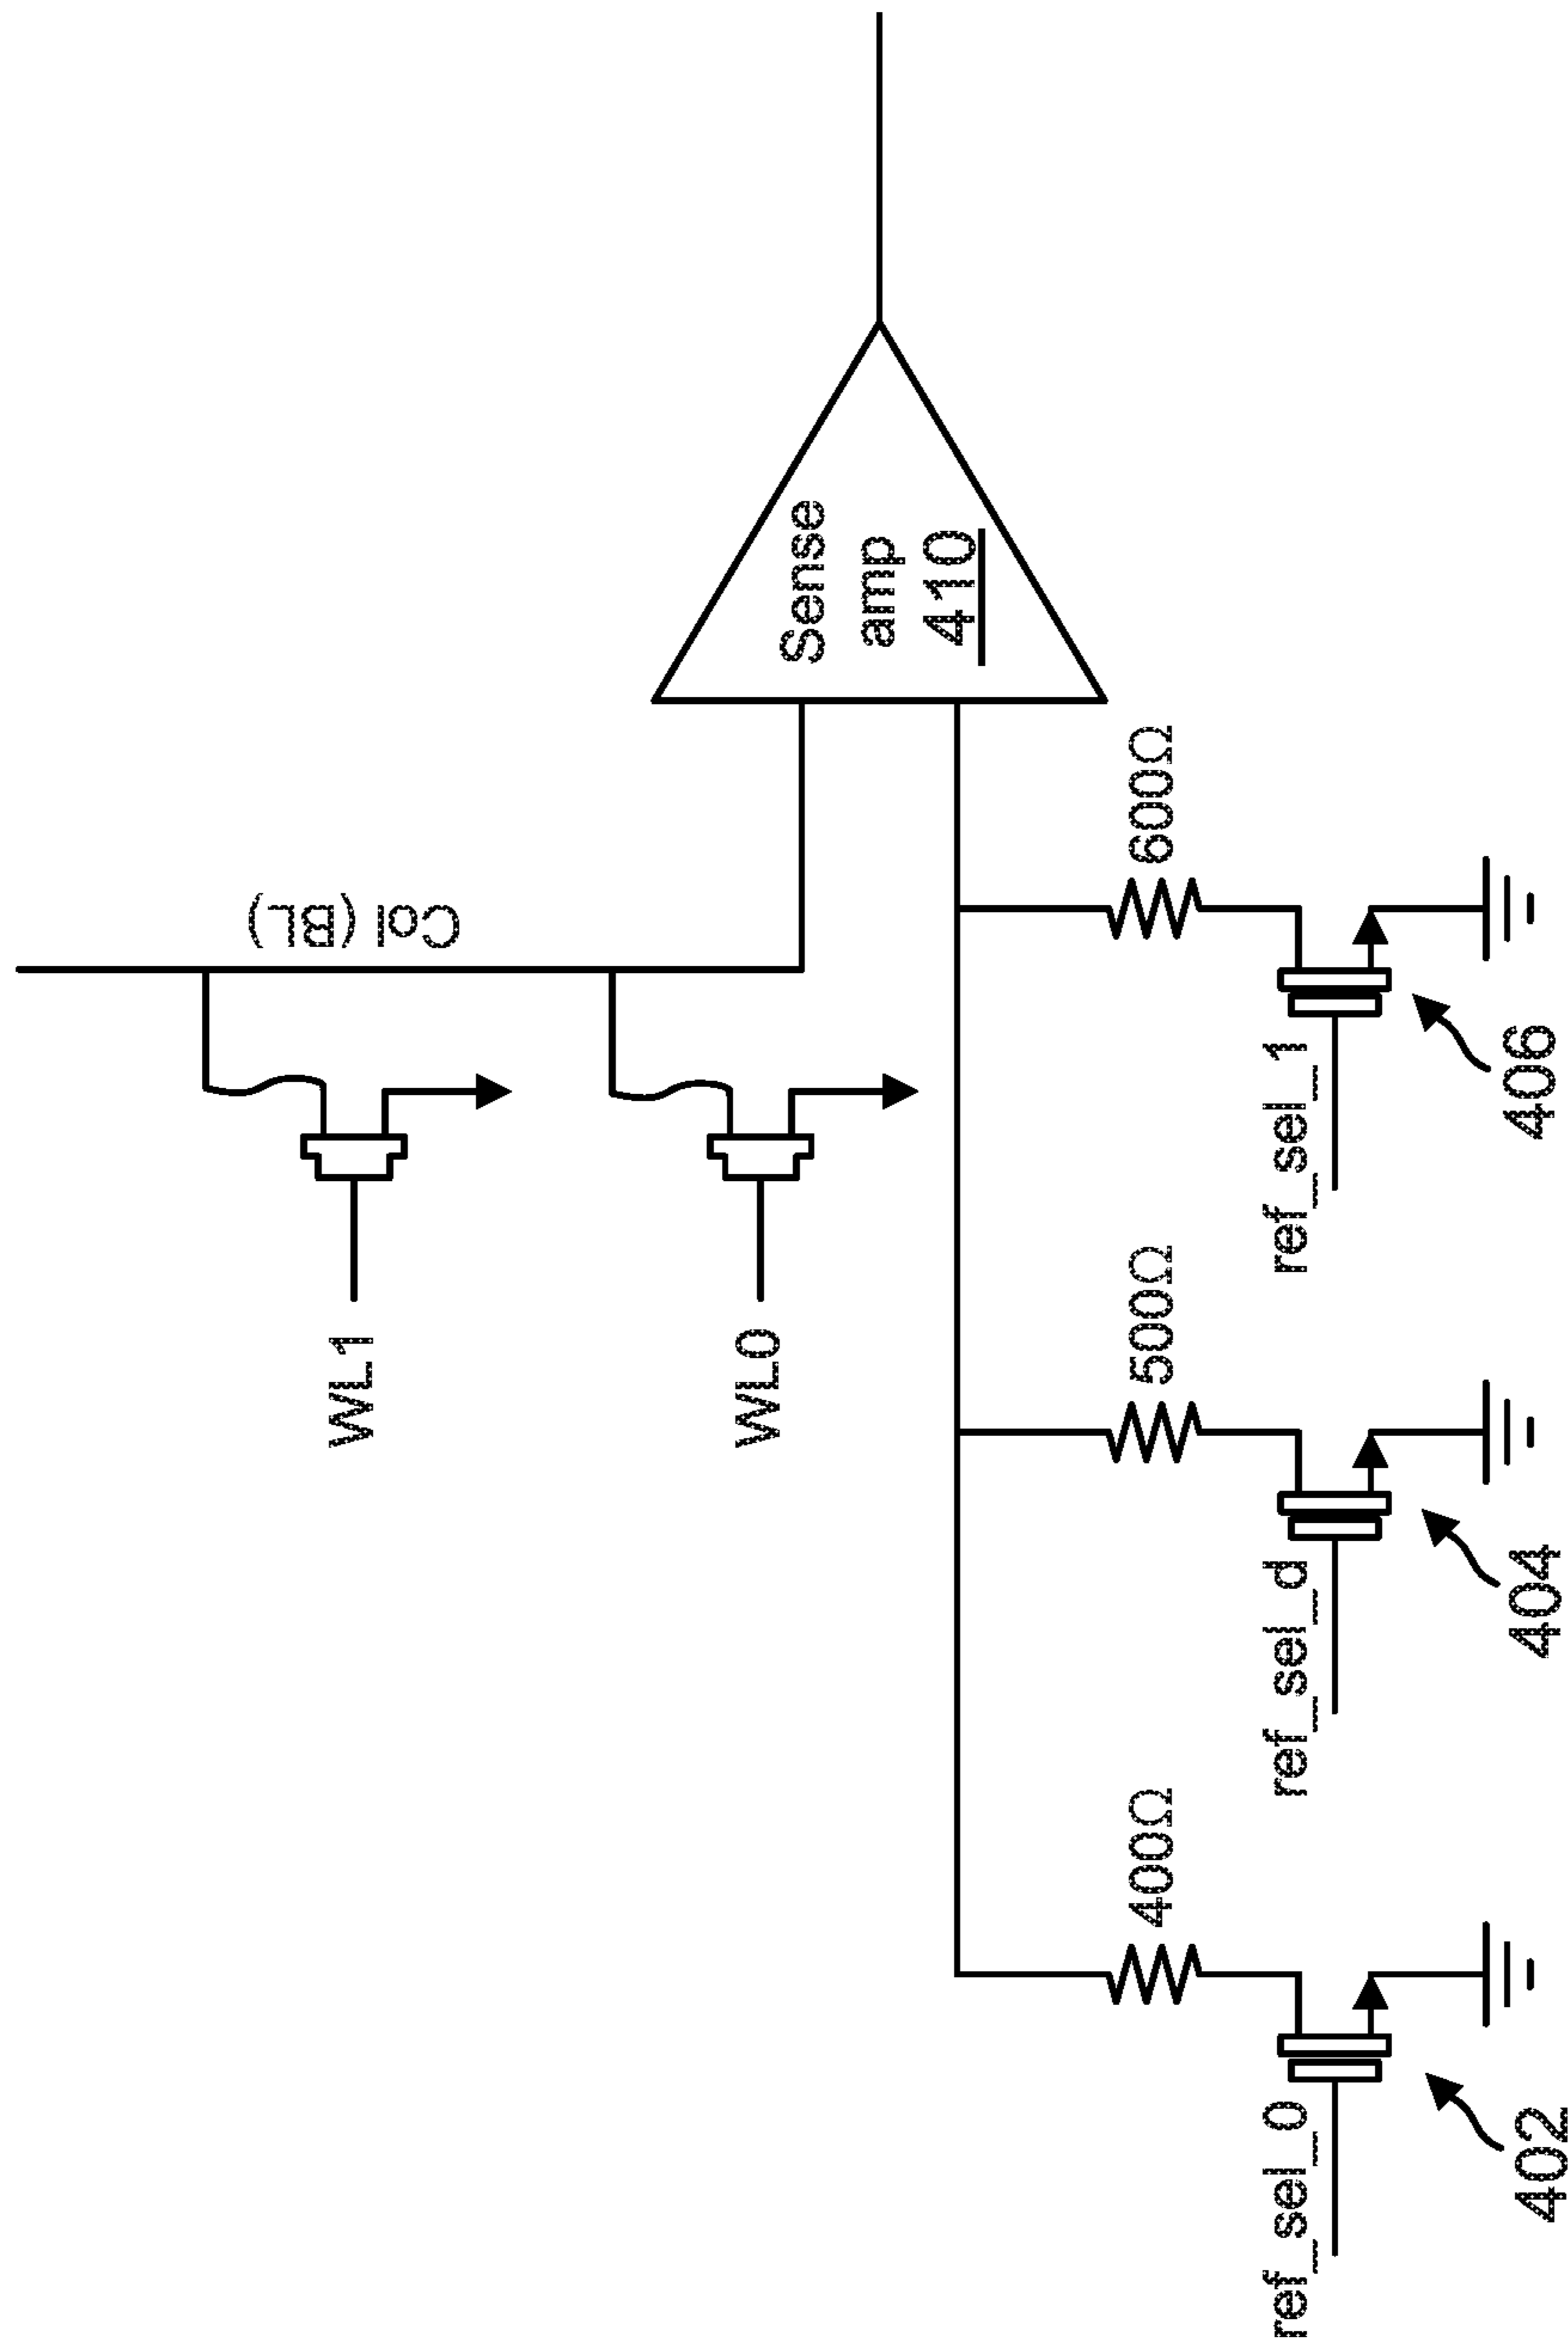 Col (BL)
WL1
WL0
Sense
amp
410
400Ω
500Ω
600Ω
ref_sel_0
ref_sel_d
ref_sel_1
402
404
406